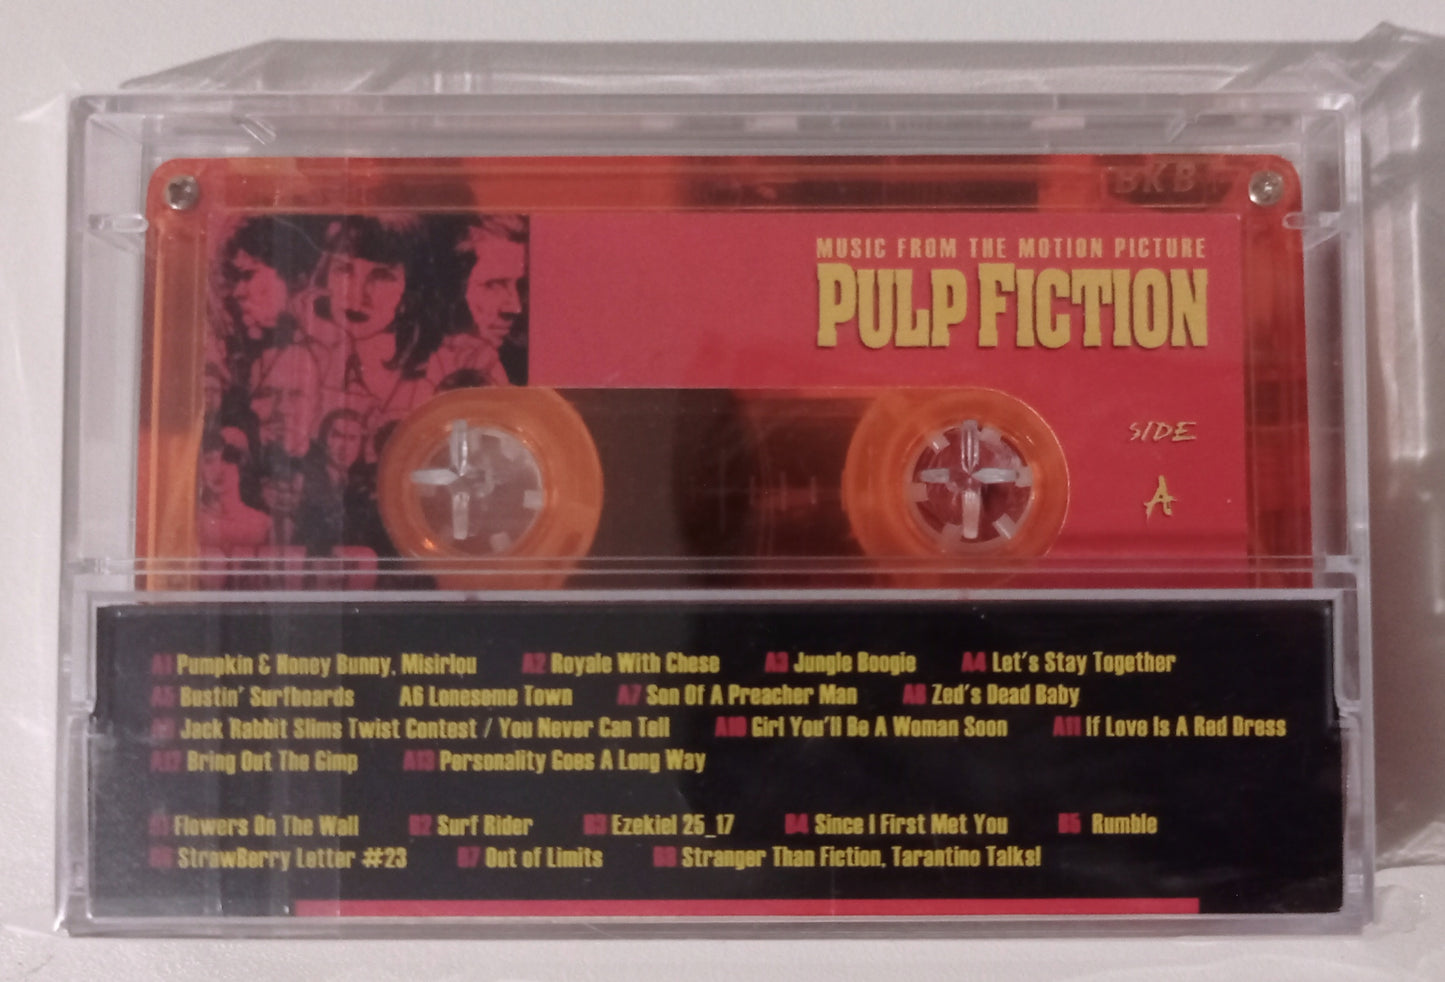 BKB
MUSIC FROM THE MOTION PICTURE
PULP FICTION
SIDE
A
A1 Pumpkin & Honey Bunny, Misirlou A2 Royale With Chese A3 Jungle Boogie A4 Let's Stay Together
A5 Bustin' Surfboards A6 Lonesome Town A7 Son Of A Preacher Man A8 Zed's Dead Baby
A9 Jack Rabbit Slims Twist Contest / You Never Can Tell A10 Girl You'll Be A Woman Soon A11 If Love Is A Red Dress
A12 Bring Out The Gimp A13 Personality Goes A Long Way
B1 Flowers On The Wall B2 Surf Rider B3 Ezekiel 25_17 B4 Since I First Met You B5 Rumble
B6 StrawBerry Letter #23 B7 Out of Limits B8 Stranger Than Fiction, Tarantino Talks!